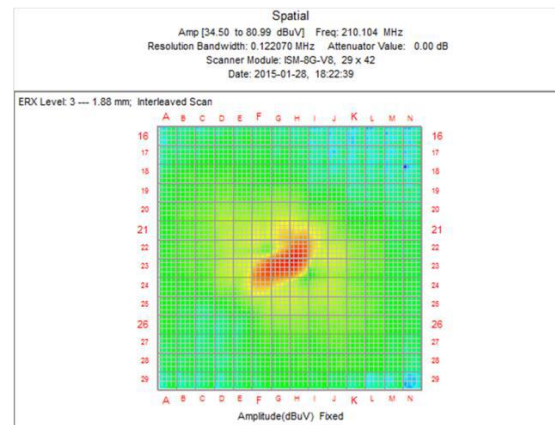 Spatial
Amp [34.50 to 80.99 dBuV]   Freq: 210.104  MHz
Resolution Bandwidth: 0.122070 MHz   Attenuator Value:   0.00 dB
Scanner Module: ISM-8G-V8,  29 x 42
Date: 2015-01-28,  18:22:39
ERX Level: 3 --- 1.88 mm;  Interleaved Scan
A B C D E F G H I J K L M N
16 16
17 17
18 18
19 19
20 20
21 21
22 22
23 23
24 24
25 25
26 26
27 27
28 28
29 29
A B C D E F G H I J K L M N
Amplitude(dBuV)  Fixed